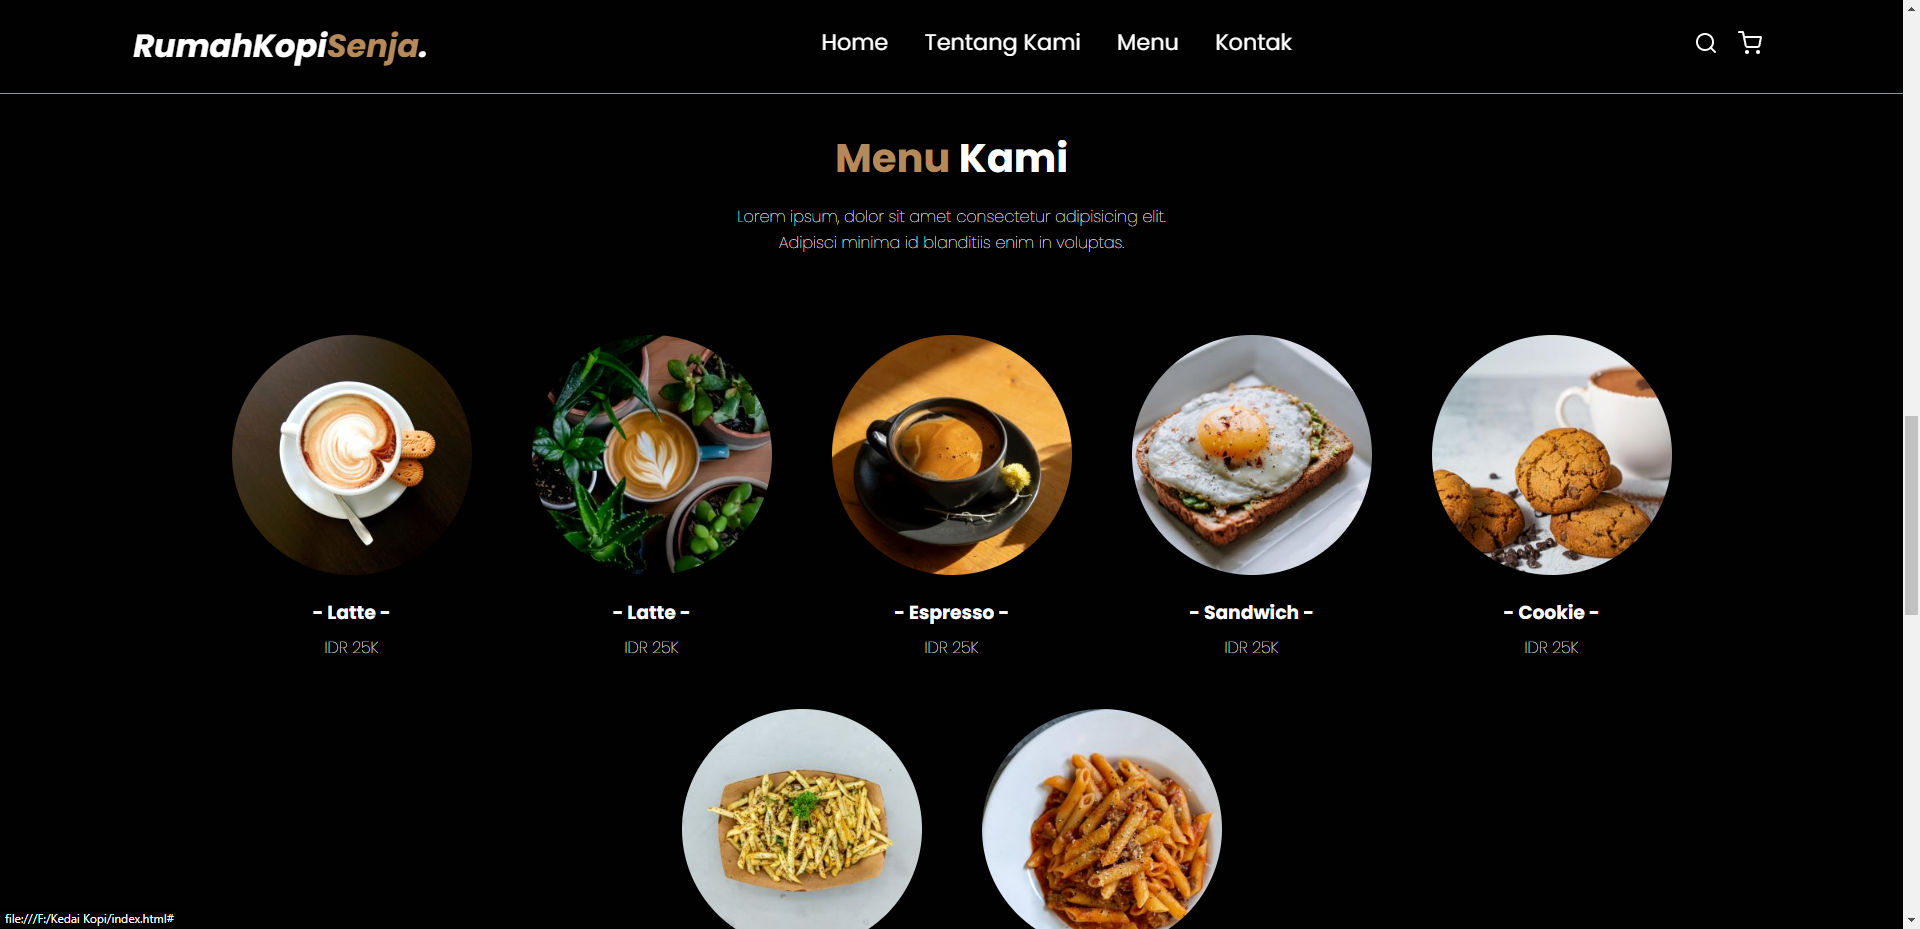 RumahKopiSenja.
Home Tentang Kami Menu Kontak
Menu Kami
Lorem ipsum, dolor sit amet consectetur adipisicing elit.
Adipisci minima id blanditiis enim in voluptas.
- Latte - - Latte - - Espresso - - Sandwich - - Cookie -
IDR 25K IDR 25K IDR 25K IDR 25K IDR 25K
file:///F:/Kedai Kopi/index.html#